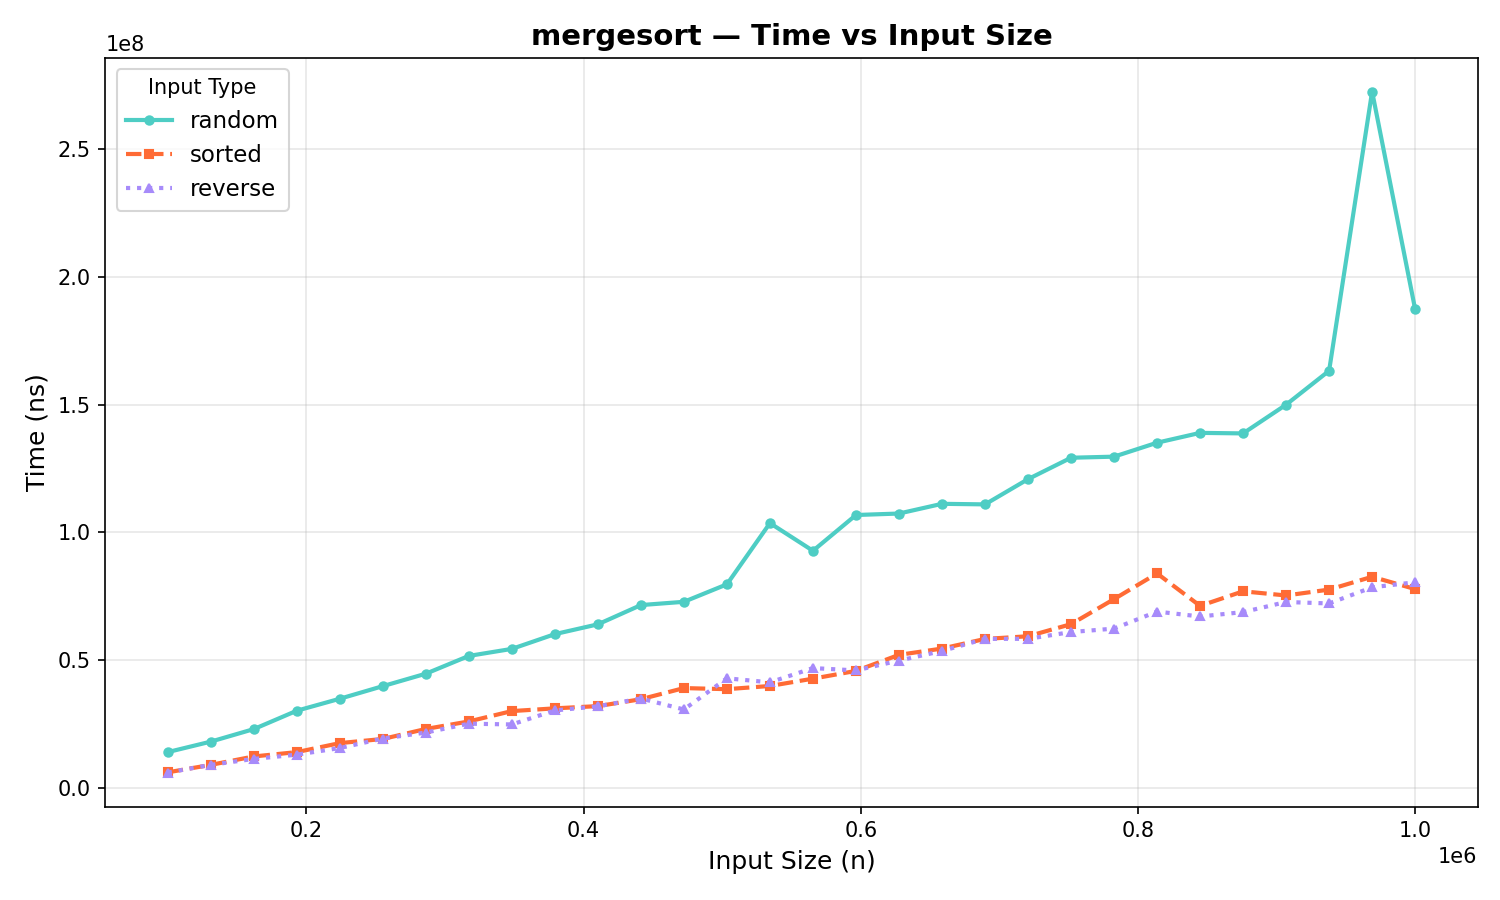 mergesort — Time vs Input Size
1e8
Input Type
random
sorted
reverse
2.5
2.0
1.5
1.0
0.5
0.0
Time (ns)
0.2 0.4 0.6 0.8 1.0
1e6
Input Size (n)